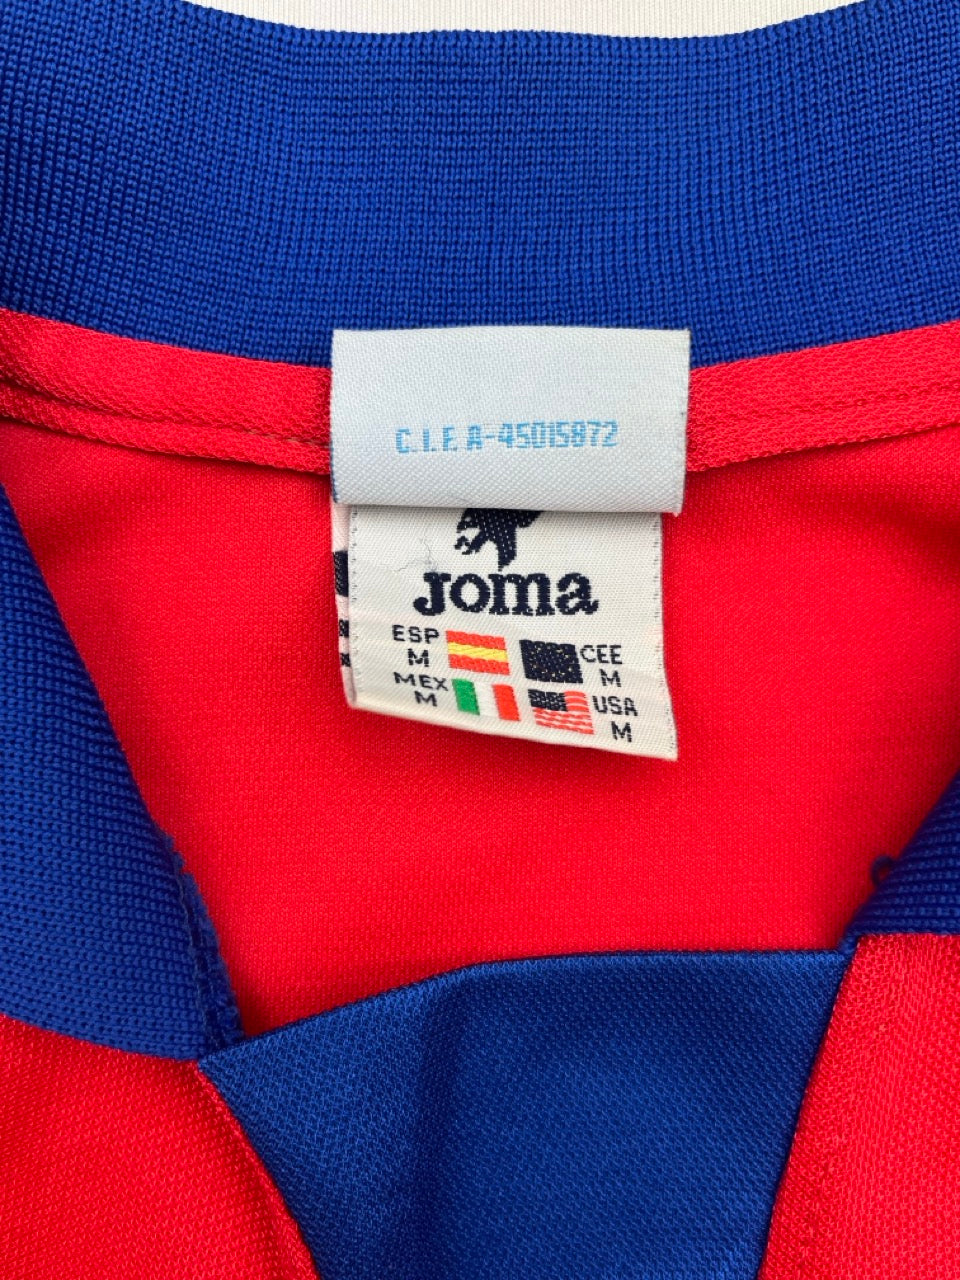 C.I.F. A-45015872
Joma
ESP
M
CEE
M
MEX
M
USA
M